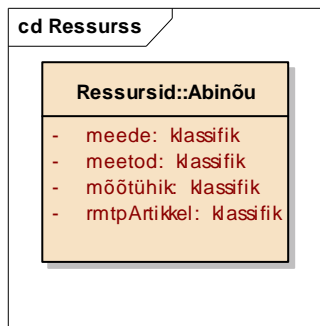 cd Ressurss
Ressursid::Abinõu
- meede: klassifik
- meetod: klassifik
- mõõtühik: klassifik
- rmtpArtikkel: klassifik